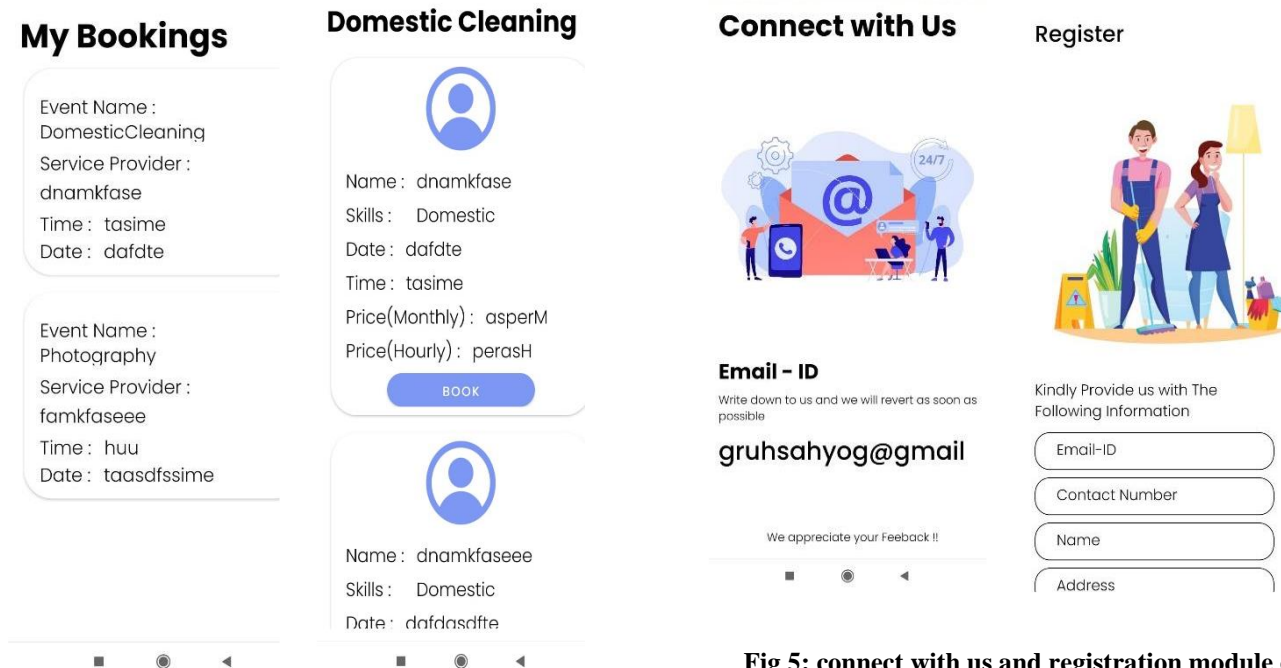 My Bookings
Event Name :
DomesticCleaning
Service Provider :
dnamkfase
Time : tasime
Date : dafdte
Event Name :
Photography
Service Provider :
famkfaseee
Time : huu
Date : taasdfssime
Domestic Cleaning
Name : dnamkfase
Skills : Domestic
Date : dafdte
Time : tasime
Price(Monthly) : asperM
Price(Hourly) : perasH
BOOK
Name : dnamkfaseee
Skills : Domestic
Date : dafdasdfte
Connect with Us
24/7
@
Email - ID
Write down to us and we will revert as soon as
possible
gruhsahyog@gmail
We appreciate your Feeback !!
Register
Kindly Provide us with The
Following Information
Email-ID
Contact Number
Name
Address
Fig 5: connect with us and registration module